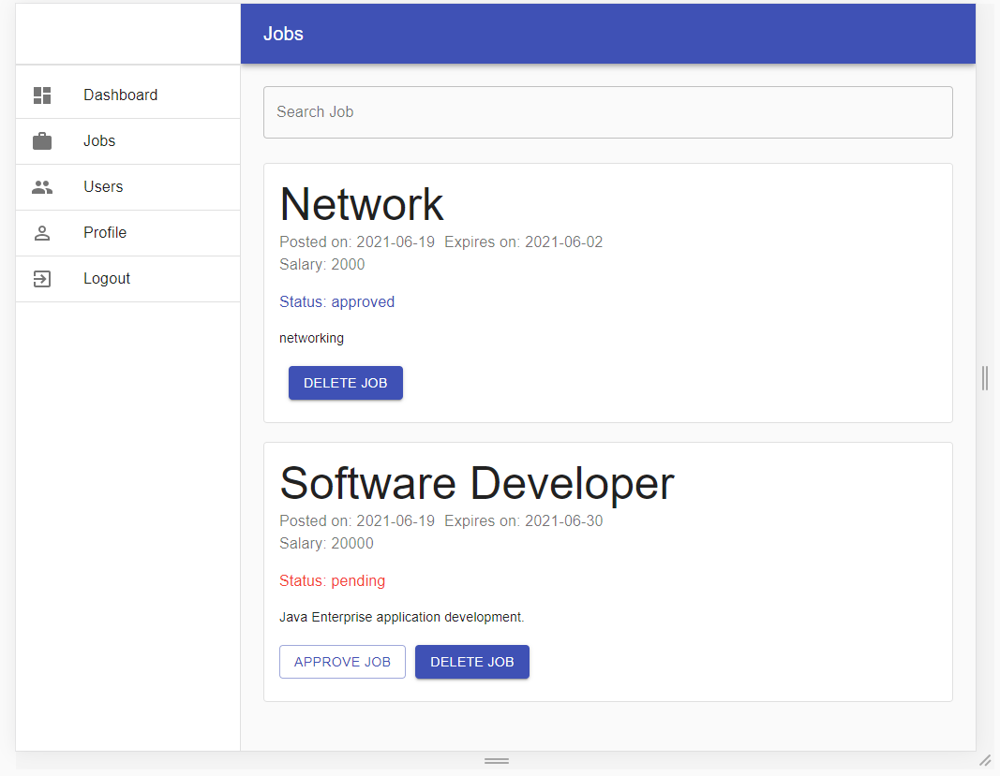 Jobs
Dashboard
Jobs
Users
Profile
Logout
Search Job
Network
Posted on: 2021-06-19 Expires on: 2021-06-02
Salary: 2000
Status: approved
networking
DELETE JOB
Software Developer
Posted on: 2021-06-19 Expires on: 2021-06-30
Salary: 20000
Status: pending
Java Enterprise application development.
APPROVE JOB DELETE JOB